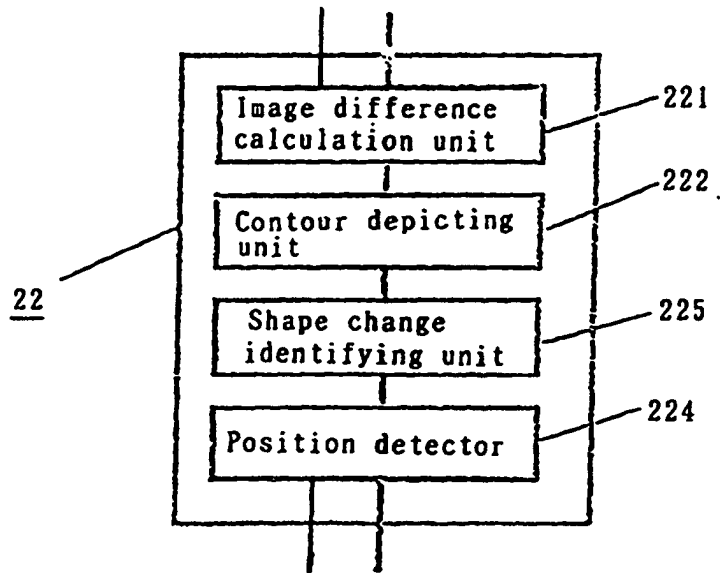 Image difference
calculation unit
221
Contour depicting
unit
222
22
Shape change
identifying unit
225
Position detector
224